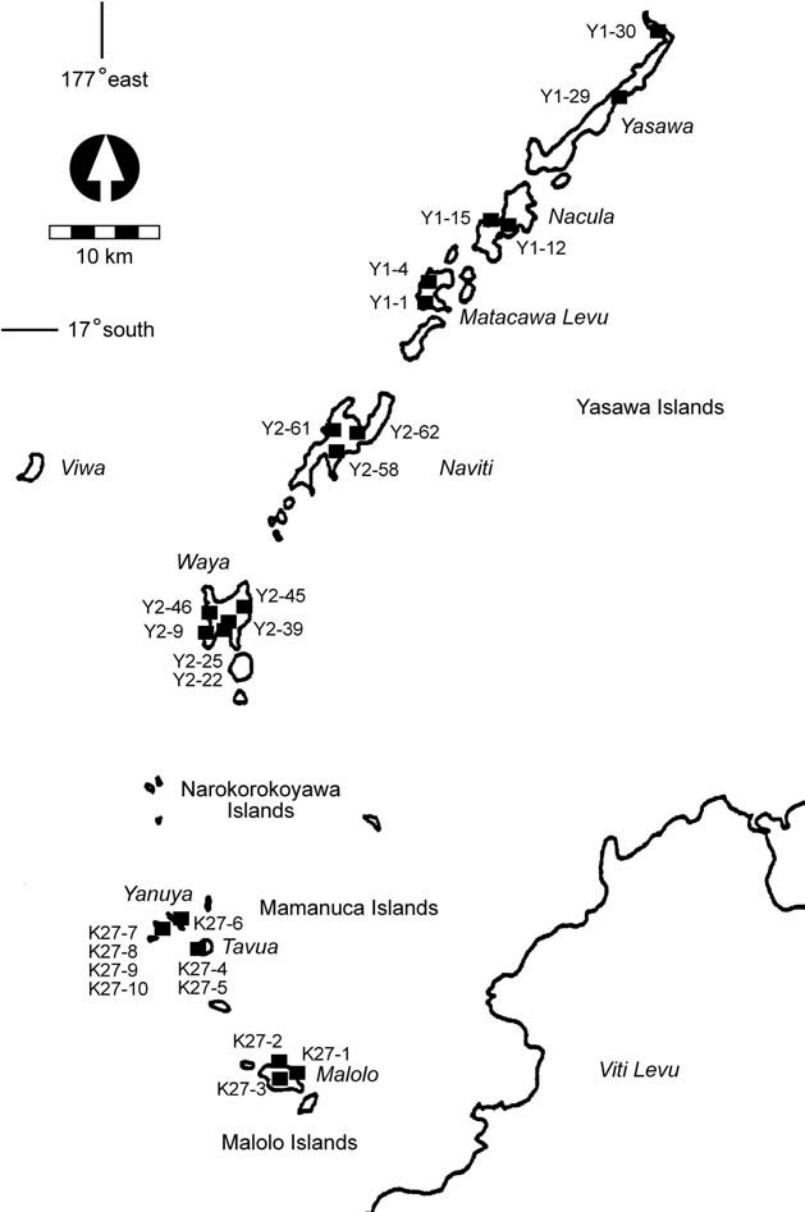 Y1-30
177°east
Y1-29
Yasawa
Y1-15
Nacula
Y1-12
10 km
Y1-4
Y1-1
Matacawa Levu
17°south
Yasawa Islands
Y2-61
Y2-62
Viwa
Y2-58
Naviti
Waya
Y2-45
Y2-46
Y2-9
Y2-39
Y2-25
Y2-22
Narokorokoyawa
Islands
Yanuya
Mamanuca Islands
K27-6
K27-7
K27-8
K27-9
K27-10
Tavua
K27-4
K27-5
K27-2
K27-1
Malolo
K27-3
Viti Levu
Malolo Islands